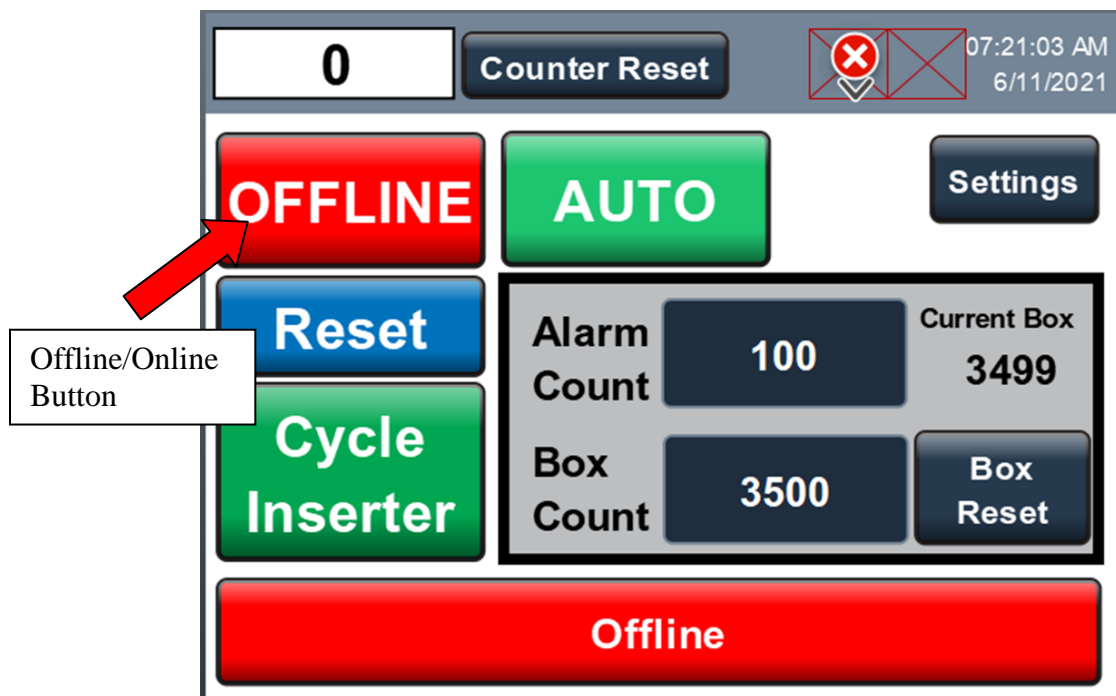 0
Counter Reset
07:21:03 AM
6/11/2021
OFFLINE
AUTO
Settings
Offline/Online
Button
Reset
Cycle
Inserter
Alarm
Count
100
Current Box
3499
Box
Count
3500
Box
Reset
Offline